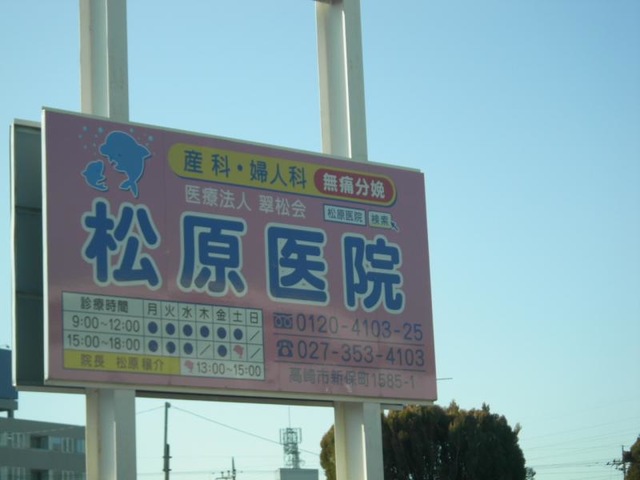 産科・婦人科 無痛分娩
医療法人 翠松会
松原医院 検索
松原医院
診療時間 月 火 水 木 金 土 日
9:00~12:00 ● ● ● ● ● ● /
15:00~18:00 ● ● ● / ● /
院長 松原穣介 13:00~15:00
0120-4103-25
027-353-4103
高崎市新保町1585-1